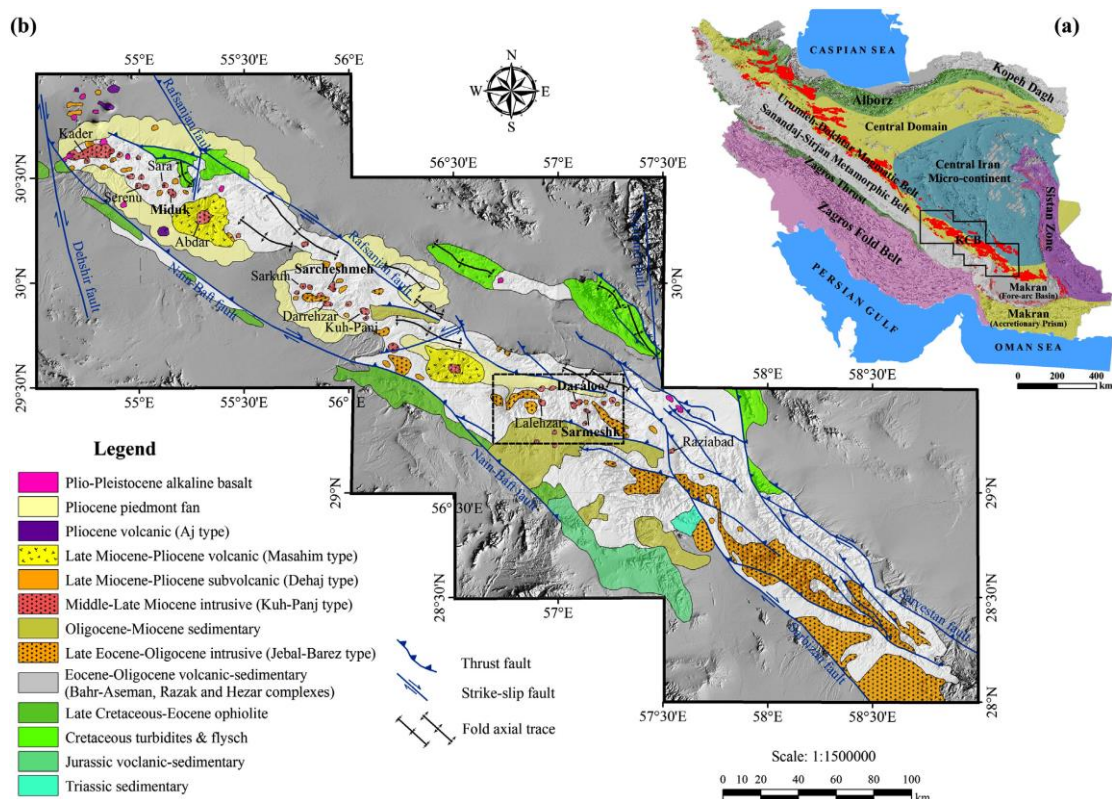 (b)
(a)
N
W E
S
CASPIAN SEA
Kopeh Dagh
Alborz
Central Domain
Urumieh-Dokhtar Magmatic Belt
Sanandaj-Sirjan Metamorphic Belt
Zagros Thrust
Zagros Fold Belt
Central Iran
Micro-continent
Sistan Zone
KCB
Makran
(Fore-arc Basin)
Makran
(Accretionary Prism)
PERSIAN GULF
OMAN SEA
0 200 400
km
55°E
55°30'E
56°E
56°30'E
57°E
57°30'E
30°30'N
30°N
29°30'N
30°N
Kader
Sara
Serenu
Miduk
Abdar
Rafsanjan fault
Rafsanjan fault
Dehshir fault
Nain-Baft fault
Sarkuh
Sarcheshmeh
Darrehzar
Kuh-Panj
56°E
58°E
58°30'E
Daraloo
Lalehzar
Sarmeshk
Raziabad
Nain-Baft fault
29°N
56°30'E
29°N
28°30'N
57°E
28°30'N
Sarvestan fault
Sabzvaran fault
28°N
28°N
57°30'E
58°E
58°30'E
Legend
Plio-Pleistocene alkaline basalt
Pliocene piedmont fan
Pliocene volcanic (Aj type)
Late Miocene-Pliocene volcanic (Masahim type)
Late Miocene-Pliocene subvolcanic (Dehaj type)
Middle-Late Miocene intrusive (Kuh-Panj type)
Oligocene-Miocene sedimentary
Late Eocene-Oligocene intrusive (Jebal-Barez type)
Eocene-Oligocene volcanic-sedimentary
(Bahr-Aseman, Razak and Hezar complexes)
Late Cretaceous-Eocene ophiolite
Cretaceous turbidites & flysch
Jurassic voclanic-sedimentary
Triassic sedimentary
Thrust fault
Strike-slip fault
Fold axial trace
Scale: 1:1500000
0 10 20 40 60 80 100
km